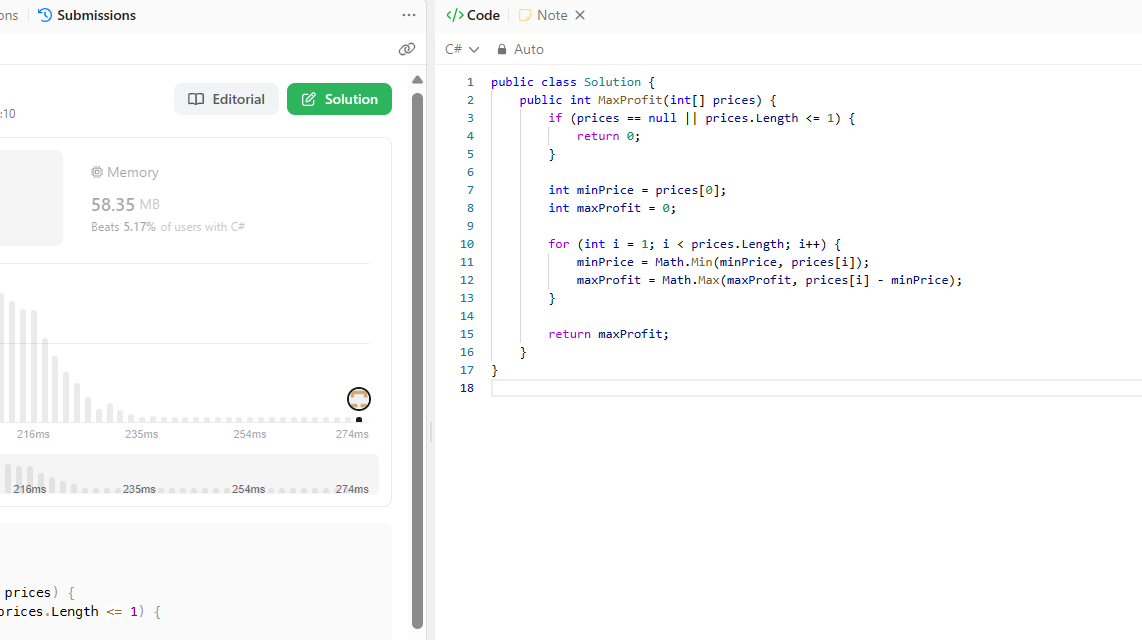 ons
Submissions
Editorial
Solution
:10
Memory
58.35 MB
Beats 5.17% of users with C#
216ms 235ms 254ms 274ms
216ms 235ms 254ms 274ms
prices) {
prices.Length <= 1) {
</> Code
Note
C#
Auto
1 public class Solution {
2     public int MaxProfit(int[] prices) {
3         if (prices == null || prices.Length <= 1) {
4             return 0;
5         }
6
7         int minPrice = prices[0];
8         int maxProfit = 0;
9
10         for (int i = 1; i < prices.Length; i++) {
11             minPrice = Math.Min(minPrice, prices[i]);
12             maxProfit = Math.Max(maxProfit, prices[i] - minPrice);
13         }
14
15         return maxProfit;
16     }
17 }
18